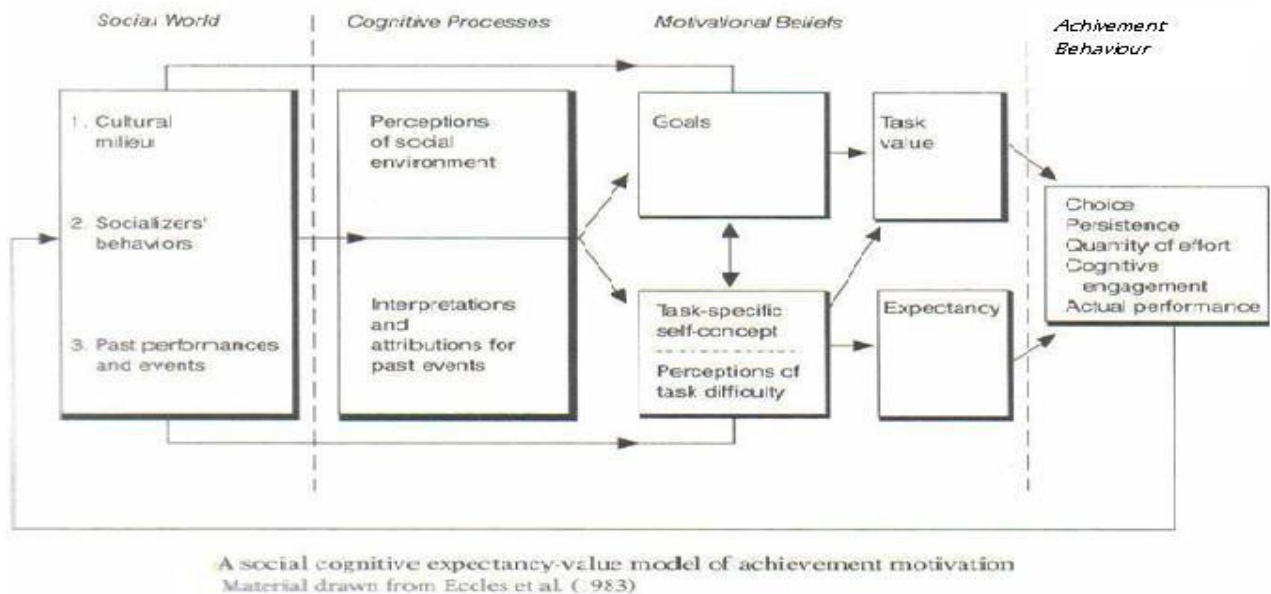 Social World
Cognitive Processes
Motivational Beliefs
Achivement
Behaviour
1. Cultural
milieu
2. Socializers'
behaviors
3. Past performances
and events
Perceptions
of social
environment
Interpretations
and
attributions for
past events
Goals
Task-specific
self-concept
Perceptions of
task difficulty
Task
value
Expectancy
Choice
Persistence
Quantity of effort
Cognitive
engagement
Actual performance
A social cognitive expectancy-value model of achievement motivation
Material drawn from Eccles et al. (1983)